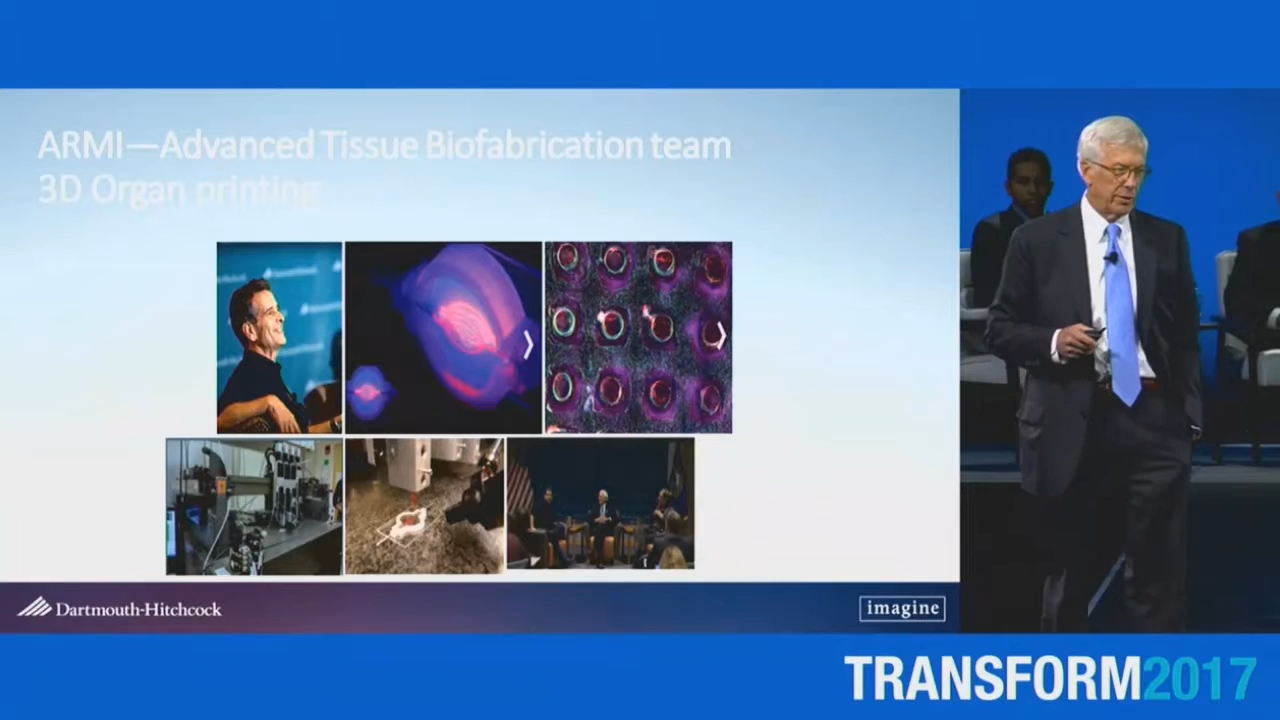 ARMI—Advanced Tissue Biofabrication team
3D Organ printing
Dartmouth-Hitchcock
imagine
TRANSFORM2017